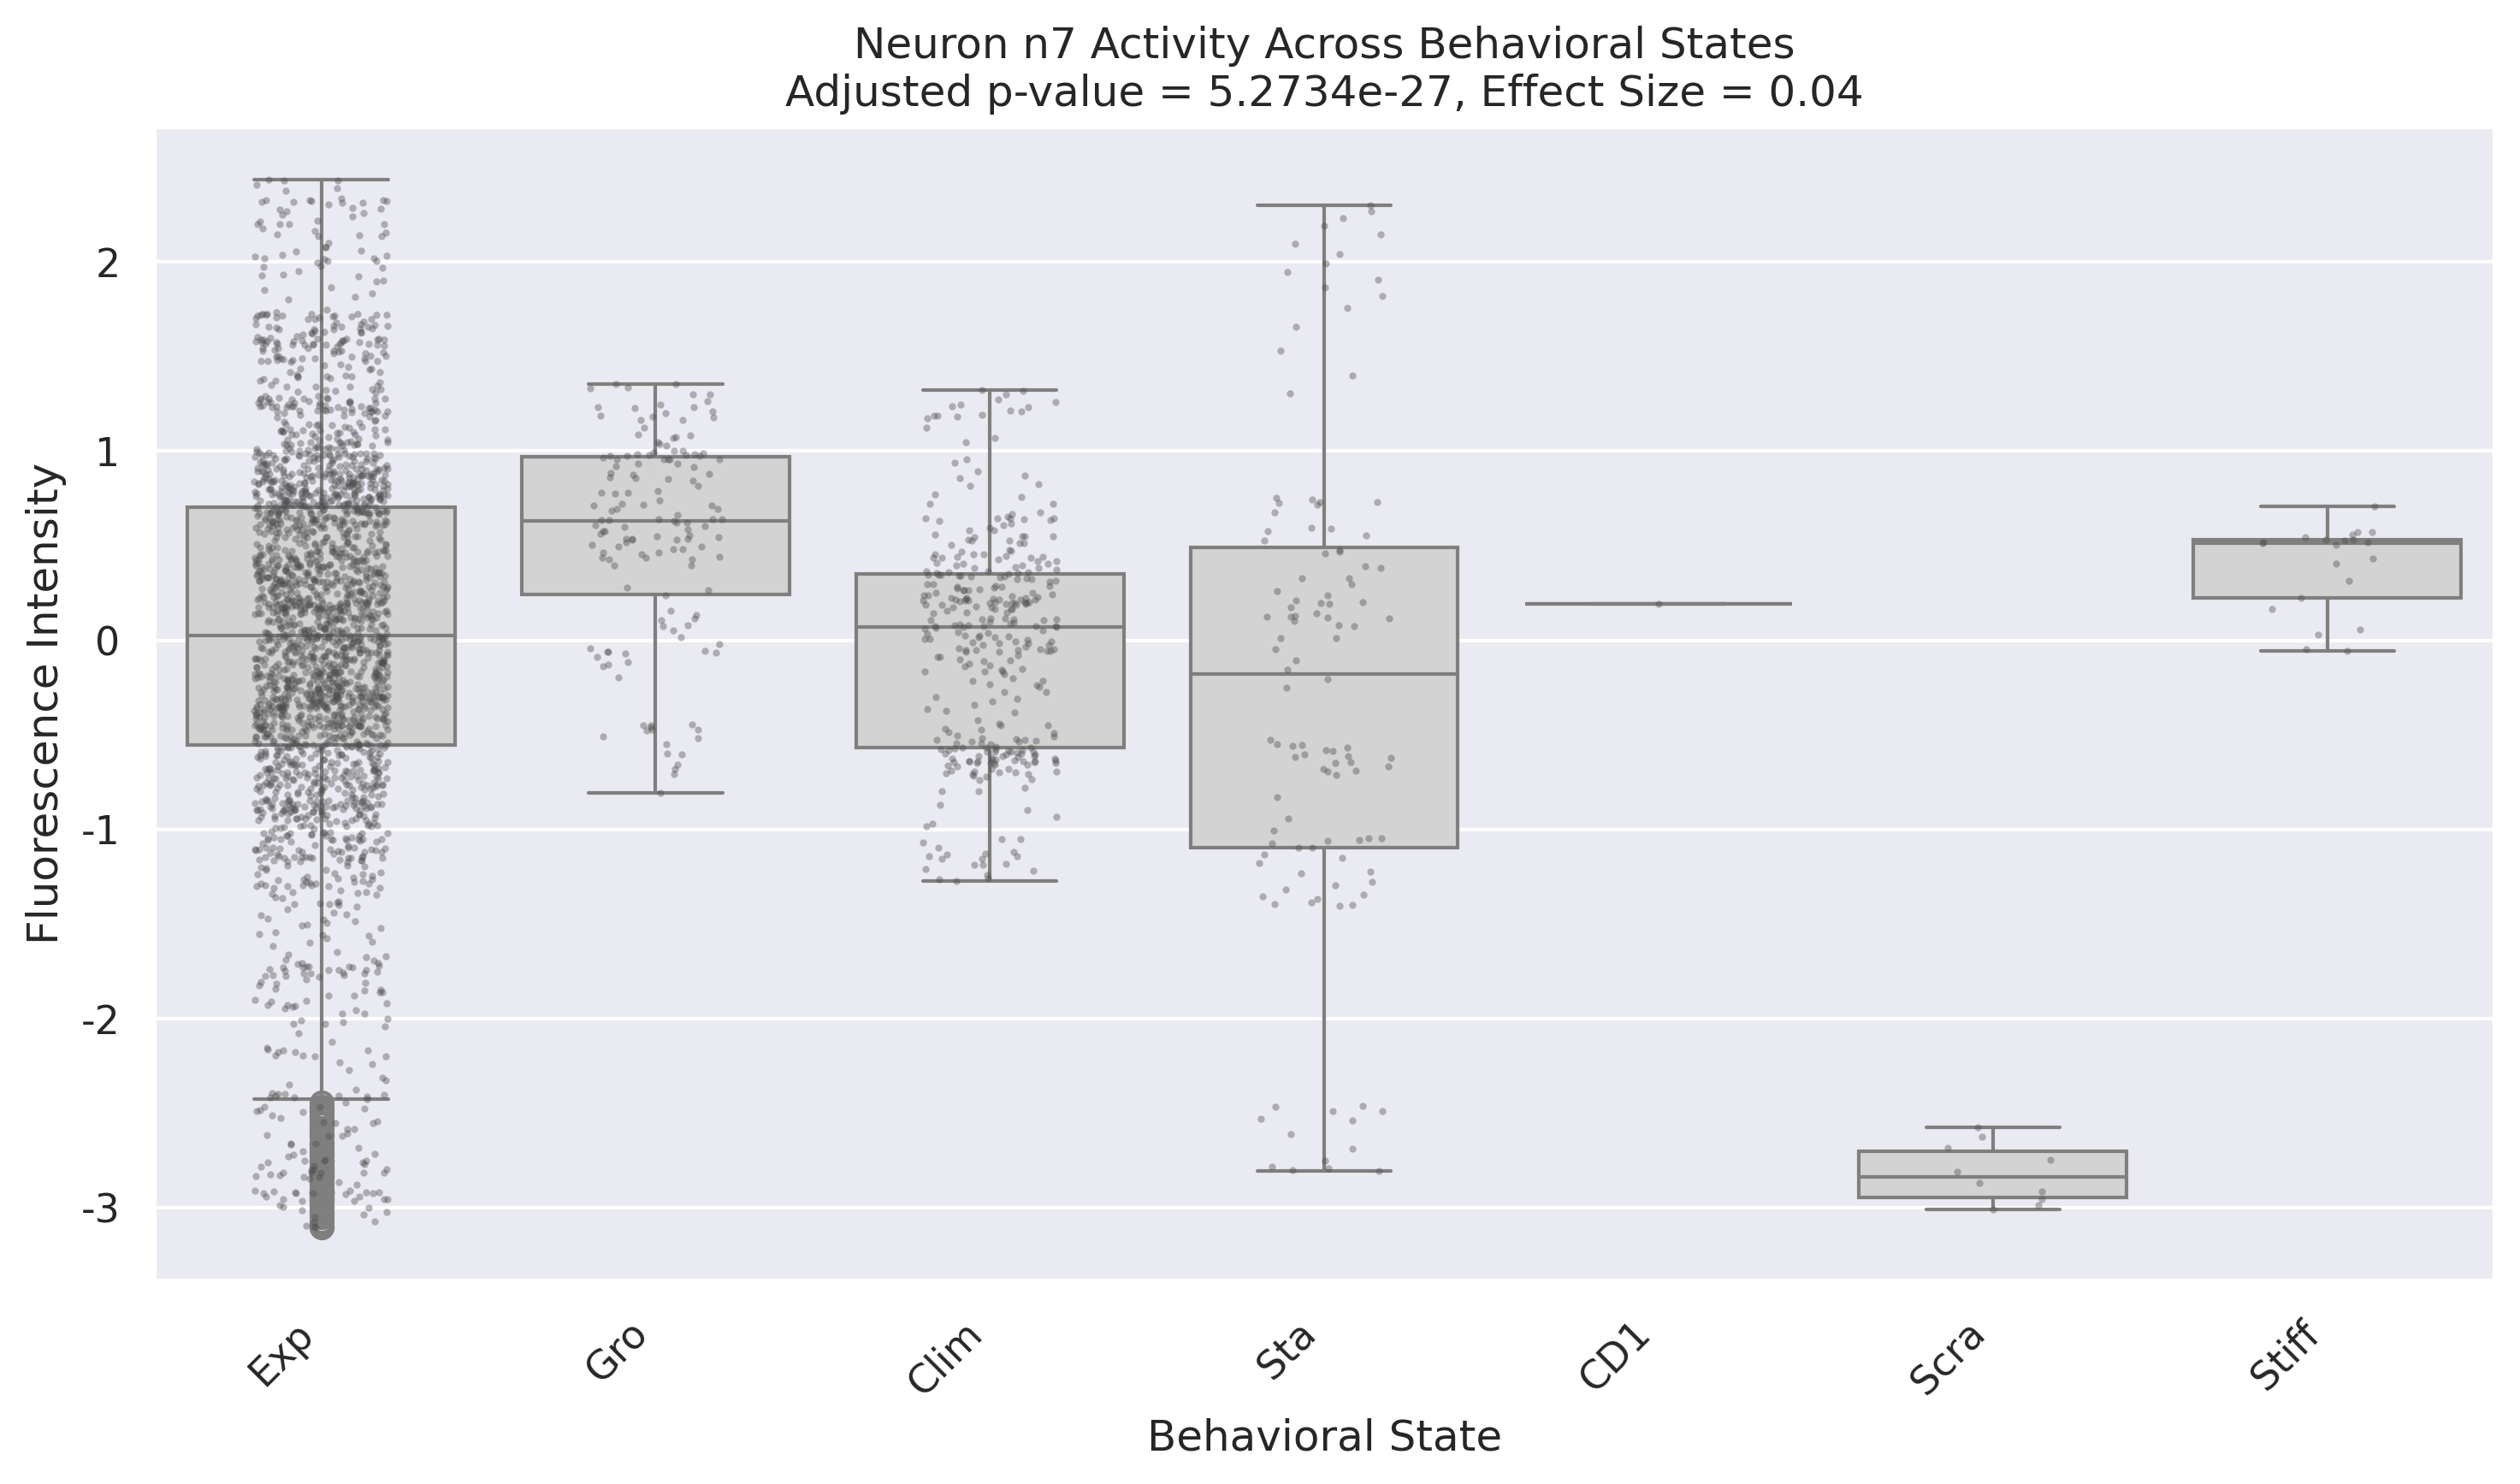 Neuron n7 Activity Across Behavioral States
Adjusted p-value = 5.2734e-27, Effect Size = 0.04
Fluorescence Intensity
2
1
0
-1
-2
-3
Exp
Gro
Clim
Sta
CD1
Scra
Stiff
Behavioral State